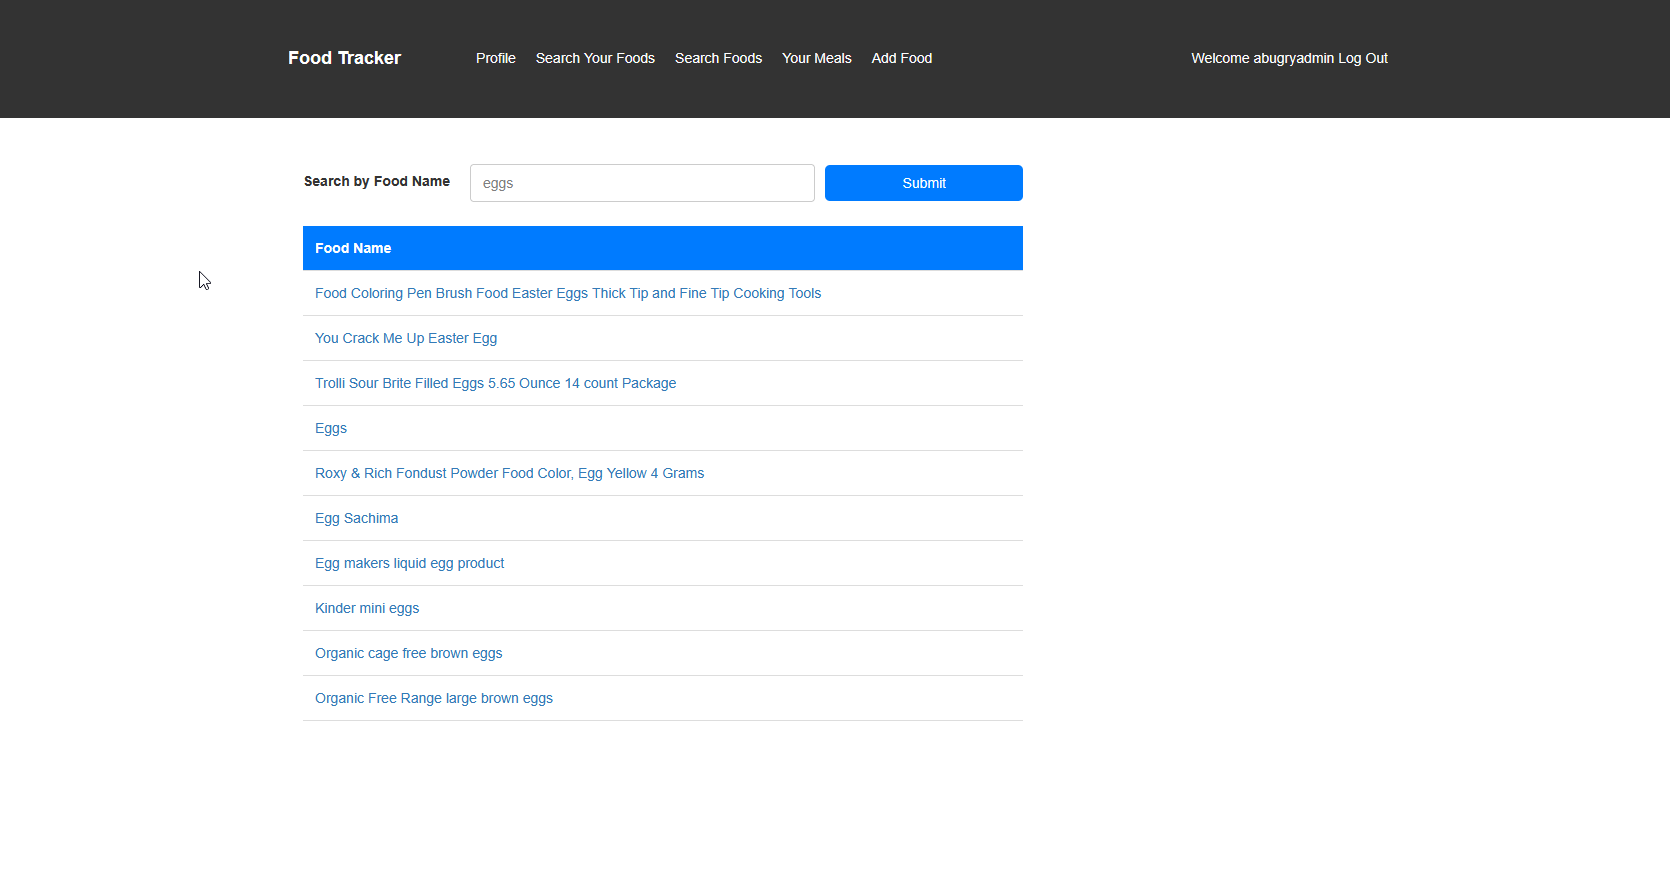 Food Tracker Profile Search Your Foods Search Foods Your Meals Add Food Welcome abugryadmin Log Out
Search by Food Name eggs Submit
Food Name
Food Coloring Pen Brush Food Easter Eggs Thick Tip and Fine Tip Cooking Tools
You Crack Me Up Easter Egg
Trolli Sour Brite Filled Eggs 5.65 Ounce 14 count Package
Eggs
Roxy & Rich Fondust Powder Food Color, Egg Yellow 4 Grams
Egg Sachima
Egg makers liquid egg product
Kinder mini eggs
Organic cage free brown eggs
Organic Free Range large brown eggs